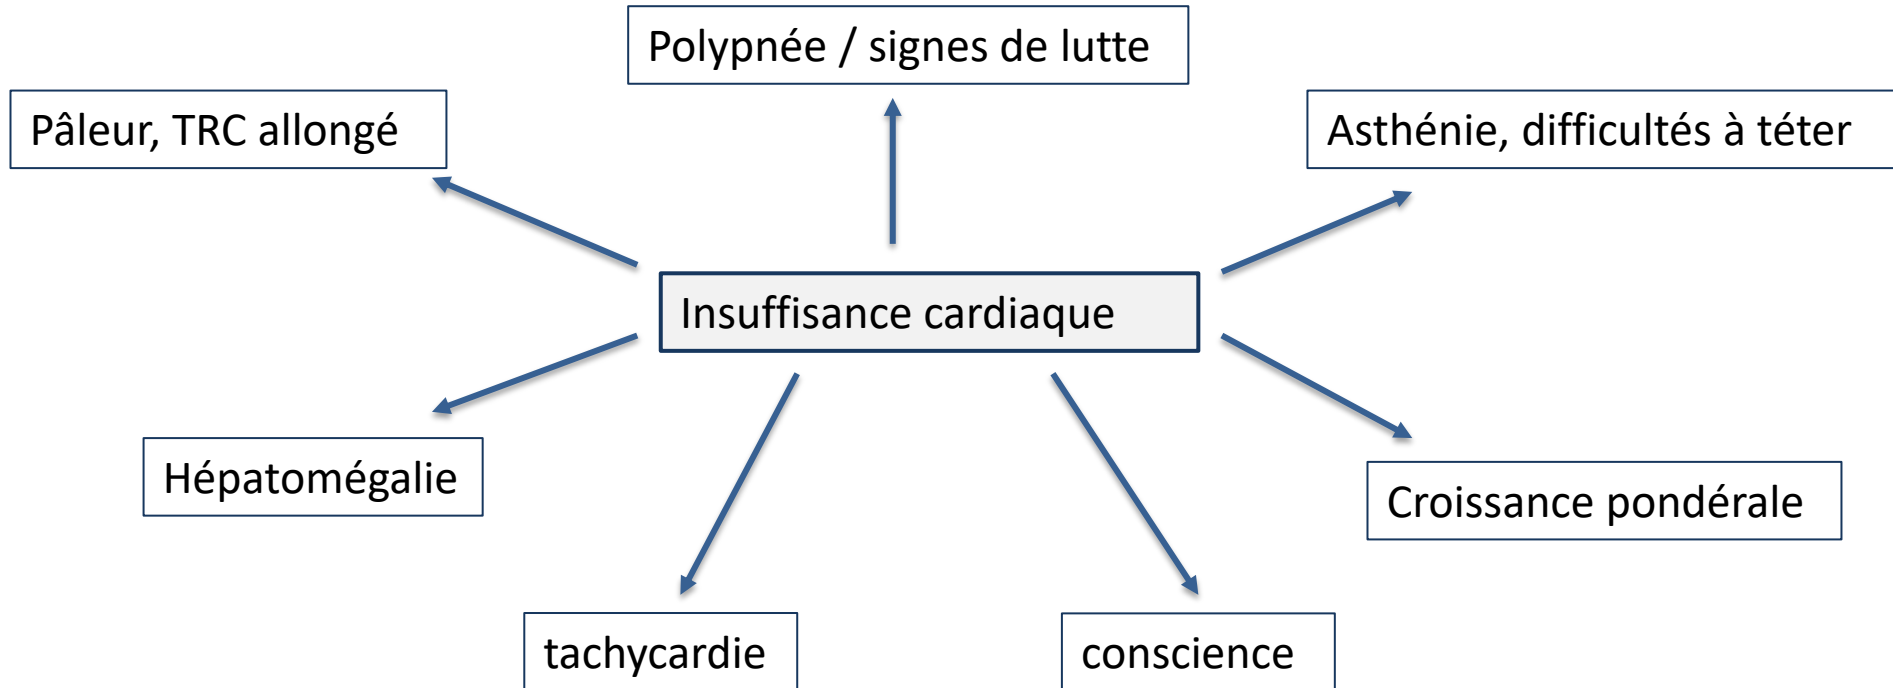 Polypnée / signes de lutte
Pâleur, TRC allongé
Asthénie, difficultés à téter
Insuffisance cardiaque
Hépatomégalie
Croissance pondérale
tachycardie
conscience